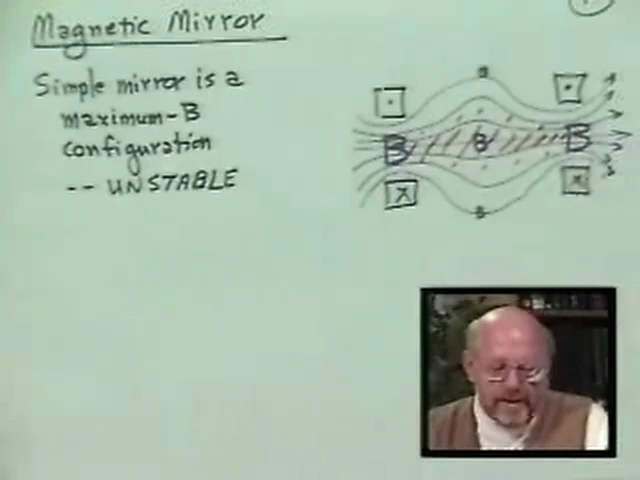 Magnetic Mirror
Simple mirror is a
maximum-B
configuration
-- UNSTABLE
B
B B B
x x
B